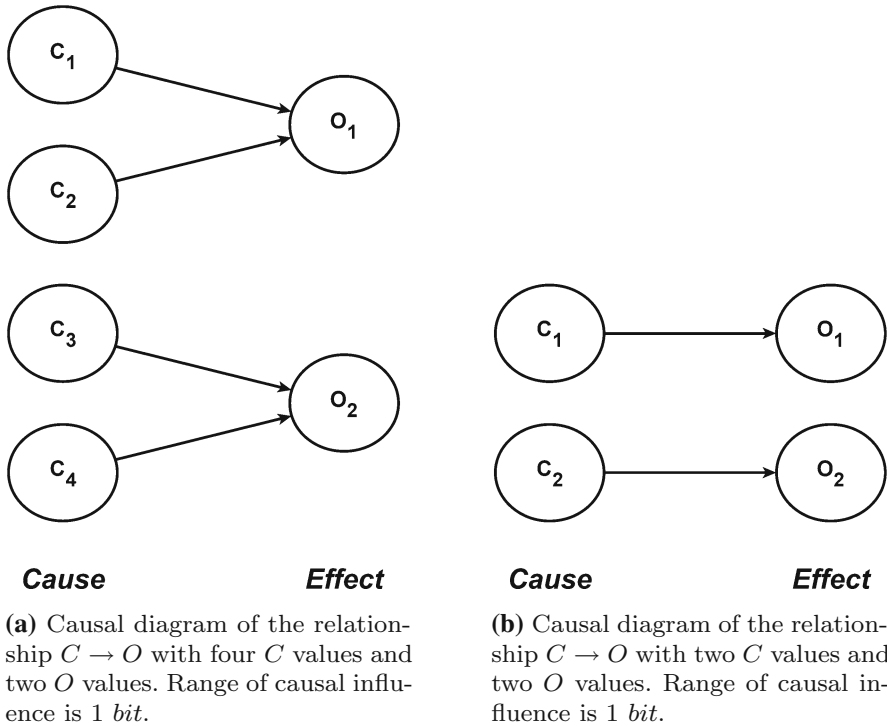 C1
O1
C2
C3
O2
C4
Cause Effect
(a) Causal diagram of the relation-
ship C → O with four C values and
two O values. Range of causal influ-
ence is 1 bit.
C1 O1
C2 O2
Cause Effect
(b) Causal diagram of the relation-
ship C → O with two C values and
two O values. Range of causal in-
fluence is 1 bit.